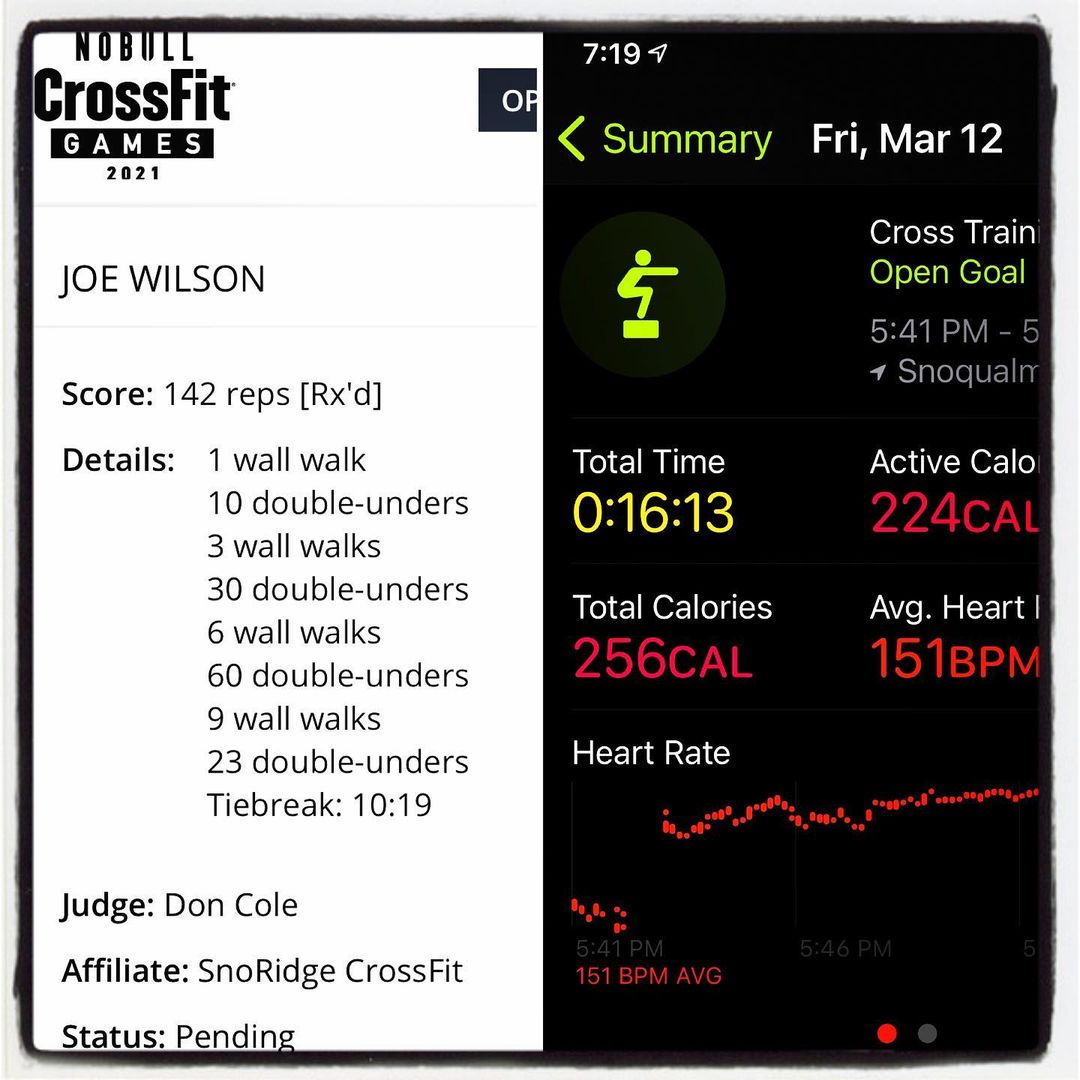 NOBULL
CrossFit
GAMES
2021
OP
JOE WILSON
Score: 142 reps [Rx'd]
Details: 1 wall walk
10 double-unders
3 wall walks
30 double-unders
6 wall walks
60 double-unders
9 wall walks
23 double-unders
Tiebreak: 10:19
Judge: Don Cole
Affiliate: SnoRidge CrossFit
Status: Pending
7:19
Summary Fri, Mar 12
Cross Traini
Open Goal
5:41 PM - 5
Snoqualm
Total Time
0:16:13
Active Calo
224CAL
Total Calories
256CAL
Avg. Heart
151BPM
Heart Rate
5:41 PM 5:46 PM 5
151 BPM AVG